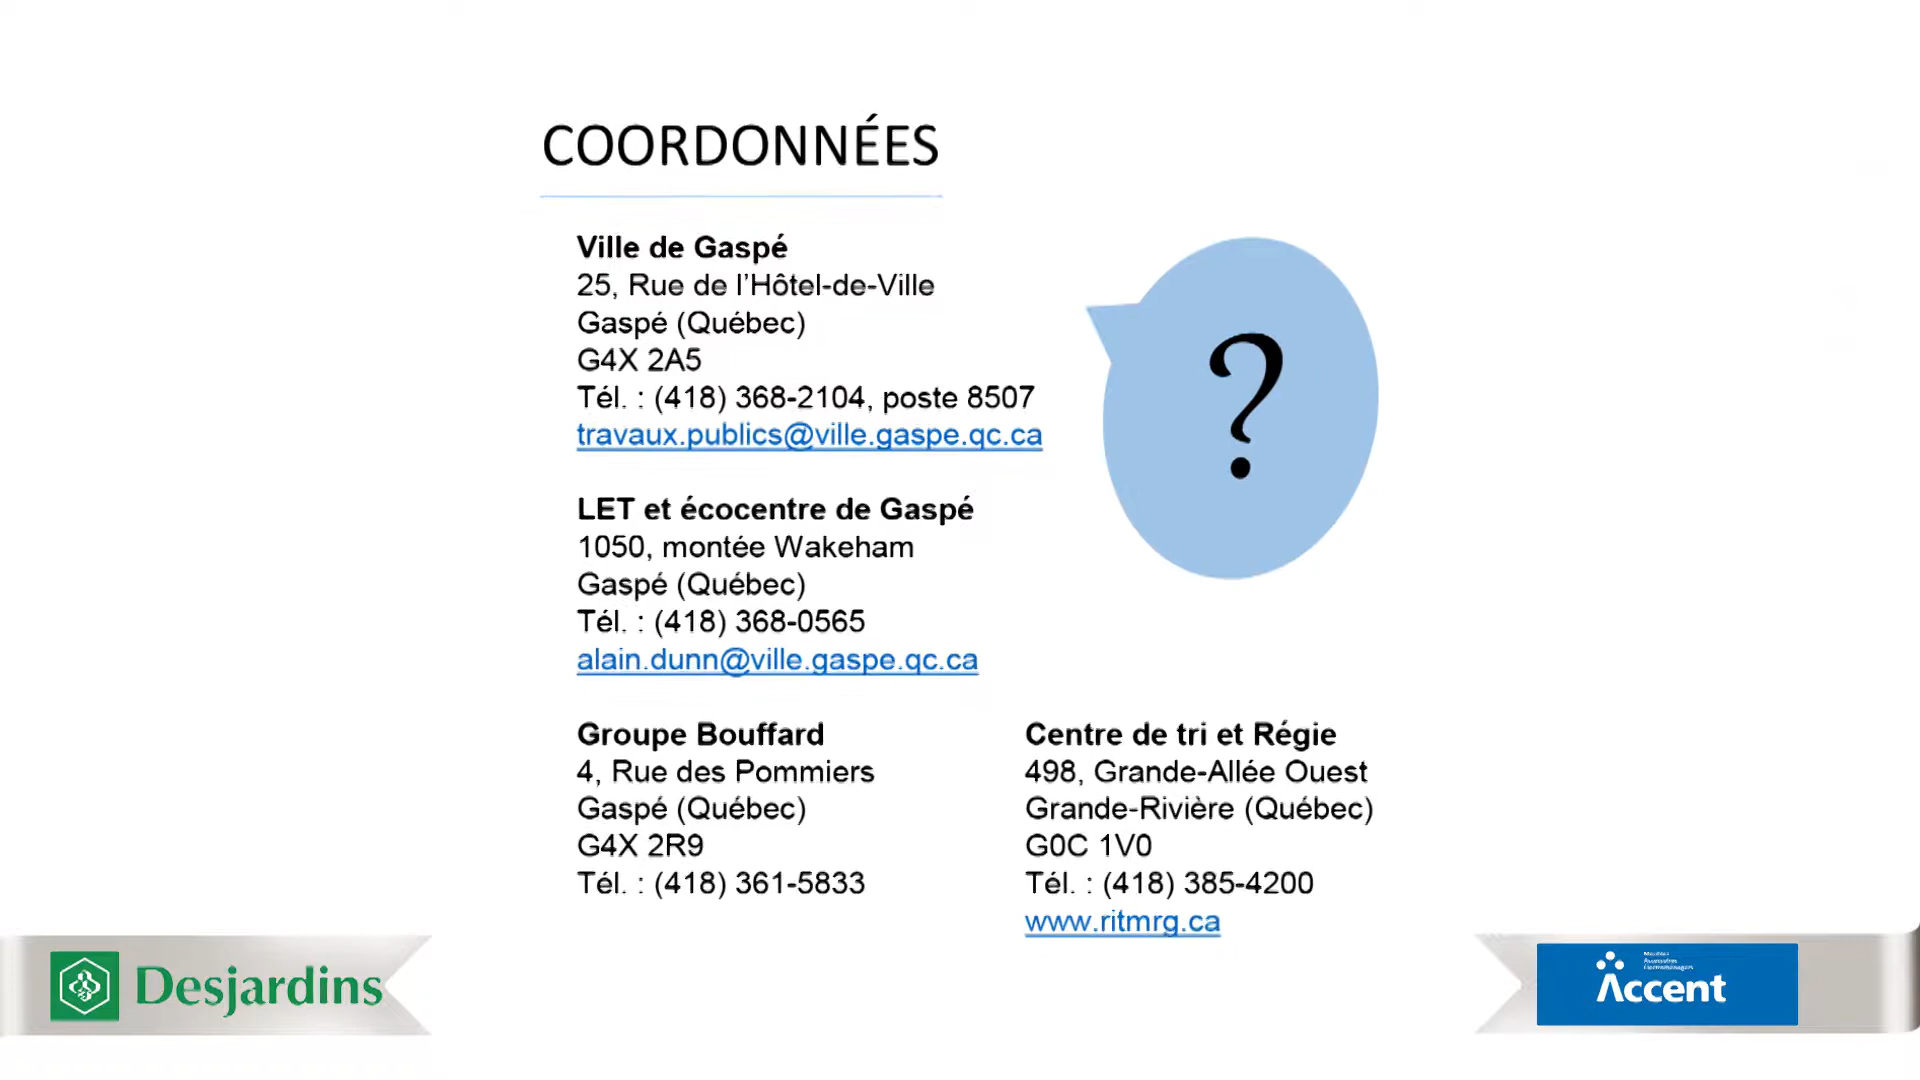 COORDONNÉES
Ville de Gaspé
25, Rue de l’Hôtel-de-Ville
Gaspé (Québec)
G4X 2A5
Tél. : (418) 368-2104, poste 8507
travaux.publics@ville.gaspe.qc.ca
?
LET et écocentre de Gaspé
1050, montée Wakeham
Gaspé (Québec)
Tél. : (418) 368-0565
alain.dunn@ville.gaspe.qc.ca
Groupe Bouffard
4, Rue des Pommiers
Gaspé (Québec)
G4X 2R9
Tél. : (418) 361-5833
Centre de tri et Régie
498, Grande-Allée Ouest
Grande-Rivière (Québec)
G0C 1V0
Tél. : (418) 385-4200
www.ritmrg.ca
Desjardins
Accent